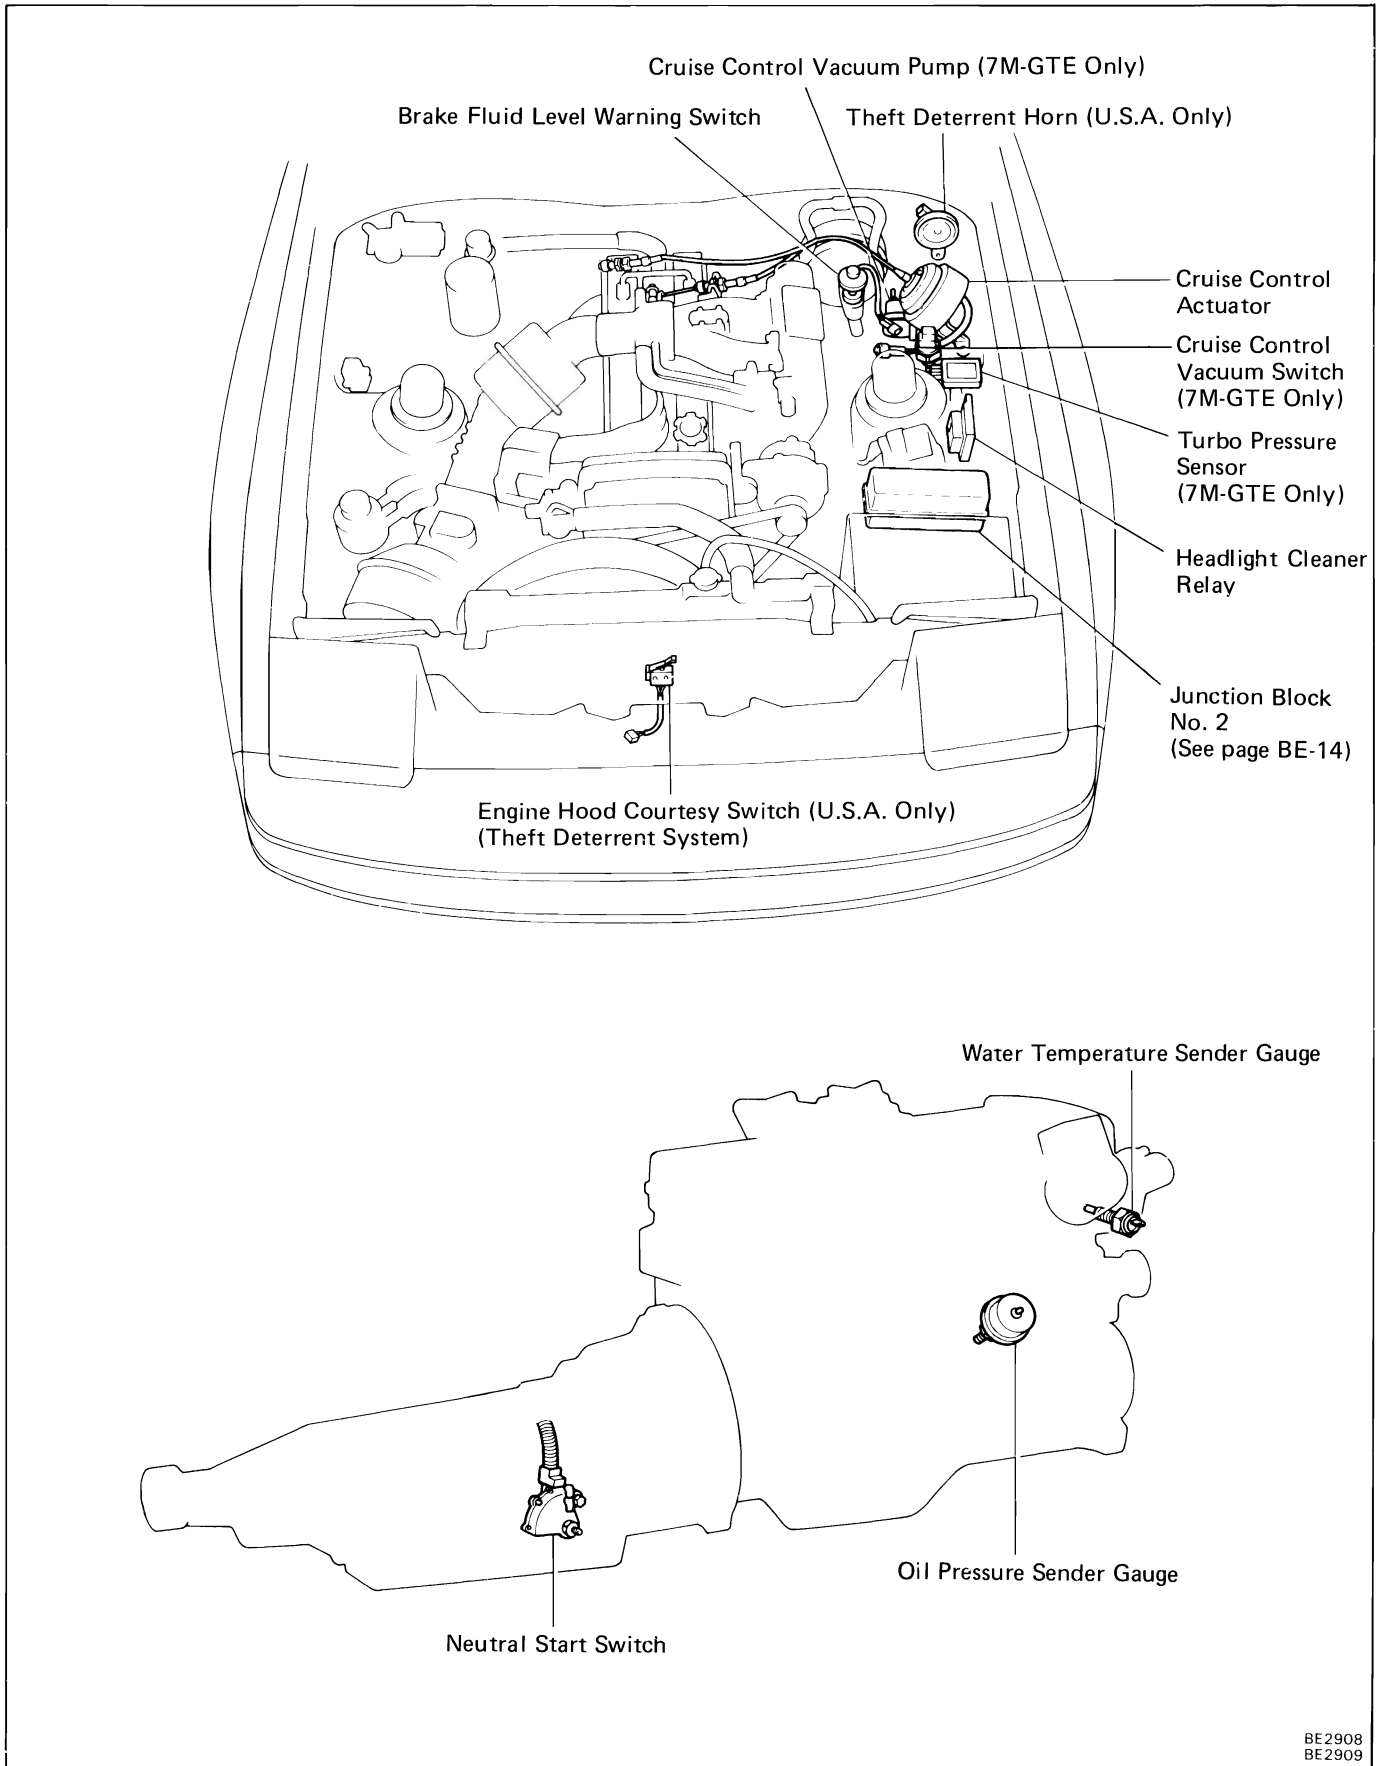 Cruise Control Vacuum Pump (7M-GTE Only)
Brake Fluid Level Warning Switch
Theft Deterrent Horn (U.S.A. Only)
Cruise Control
Actuator
Cruise Control
Vacuum Switch
(7M-GTE Only)
Turbo Pressure
Sensor
(7M-GTE Only)
Headlight Cleaner
Relay
Junction Block
No. 2
(See page BE-14)
Engine Hood Courtesy Switch (U.S.A. Only)
(Theft Deterrent System)
Water Temperature Sender Gauge
Oil Pressure Sender Gauge
Neutral Start Switch
BE2908
BE2909